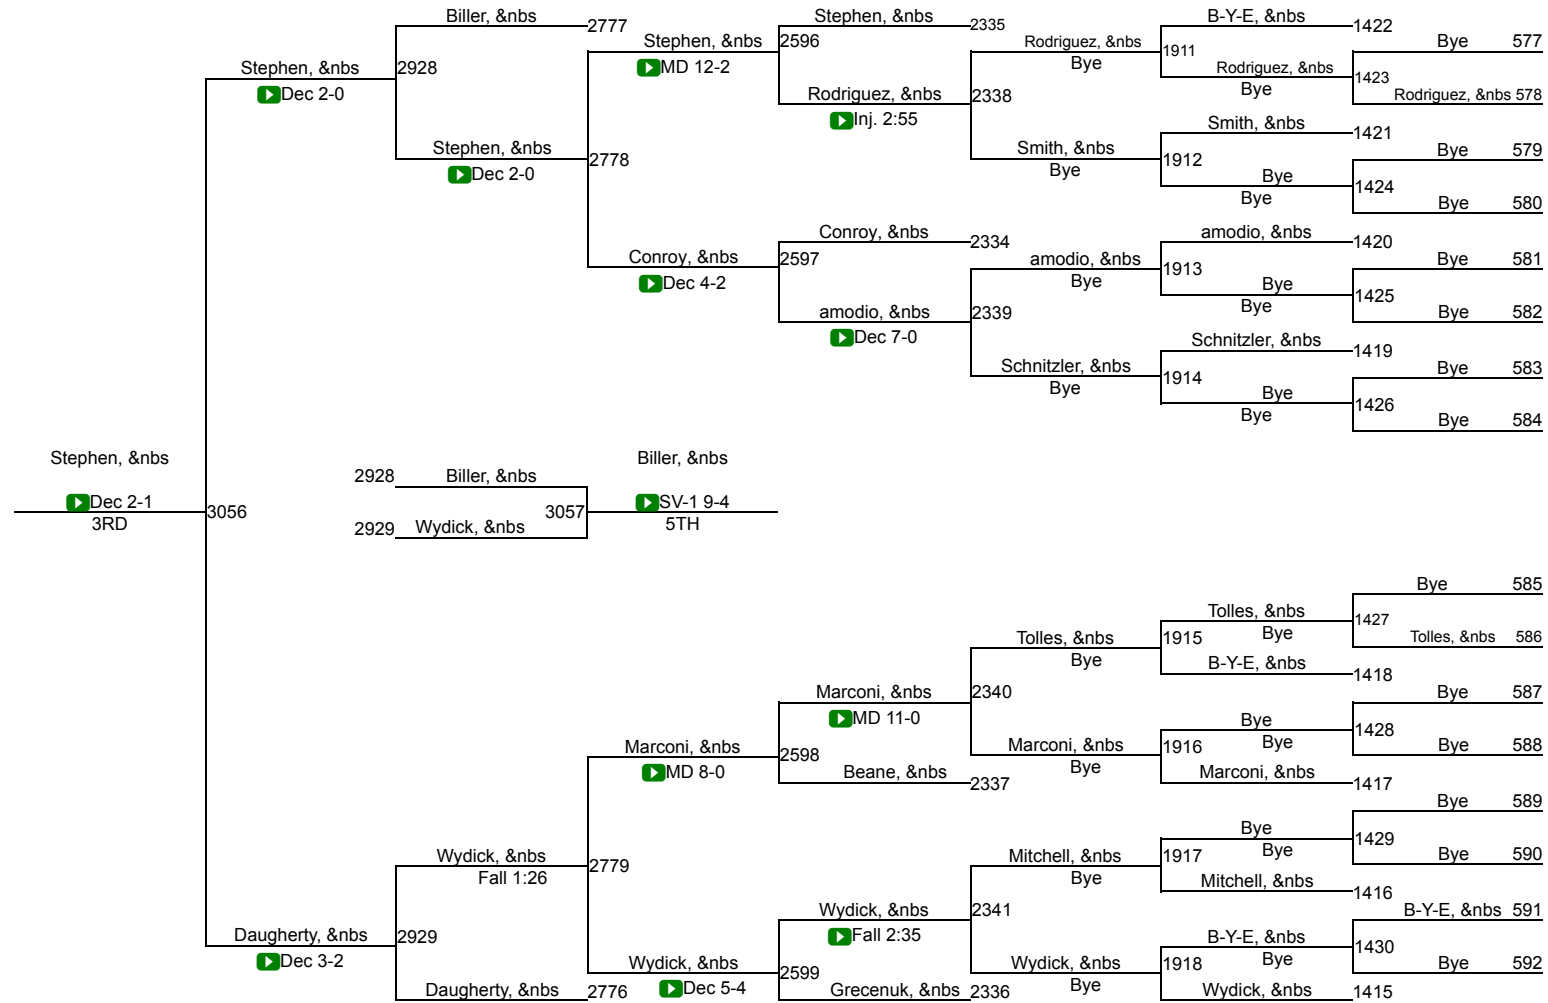 Biller, &nbs
2777
Stephen, &nbs
2335
B-Y-E, &nbs
1422
Stephen, &nbs
2596
Rodriguez, &nbs
Bye
1911
Bye 577
Stephen, &nbs
Dec 2-0
2928
MD 12-2
Rodriguez, &nbs
Bye
1423
Rodriguez, &nbs 578
Rodriguez, &nbs
Inj. 2:55
2338
Smith, &nbs
1421
Stephen, &nbs
Dec 2-0
2778
Smith, &nbs
Bye
1912
Bye 579
Bye
Bye
1424
Bye 580
Conroy, &nbs
2334
amodio, &nbs
1420
Conroy, &nbs
Dec 4-2
2597
amodio, &nbs
Bye
1913
Bye 581
Bye
Bye
1425
amodio, &nbs
Dec 7-0
2339
Bye 582
Schnitzler, &nbs
1419
Schnitzler, &nbs
Bye
1914
Bye 583
Bye
Bye
1426
Bye 584
Stephen, &nbs
Dec 2-1
3RD
3056
2928 Biller, &nbs
2929 Wydick, &nbs
3057
Biller, &nbs
SV-1 9-4
5TH
Bye 585
Tolles, &nbs
Bye
1427
Tolles, &nbs 586
Tolles, &nbs
Bye
1915
B-Y-E, &nbs
1418
Marconi, &nbs
MD 11-0
2340
Bye 587
Bye
Bye
1428
Bye 588
Marconi, &nbs
MD 8-0
2598
Marconi, &nbs
Bye
1916
Marconi, &nbs
1417
Beane, &nbs
2337
Bye 589
Bye
Bye
1429
Bye 590
Wydick, &nbs
Fall 1:26
2779
Mitchell, &nbs
Bye
1917
Mitchell, &nbs
1416
Wydick, &nbs
Fall 2:35
2341
B-Y-E, &nbs 591
Daugherty, &nbs
Dec 3-2
2929
B-Y-E, &nbs
Bye
1430
Bye 592
Wydick, &nbs
Dec 5-4
2599
Wydick, &nbs
Bye
1918
Daugherty, &nbs
2776
Grecenuk, &nbs
2336
Wydick, &nbs
1415